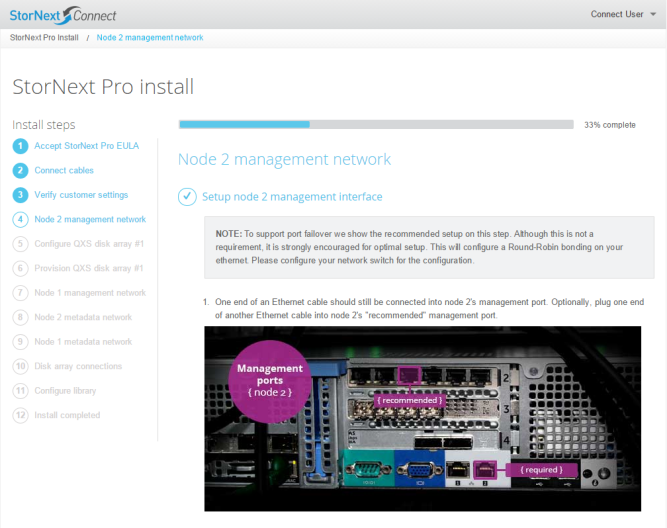 StorNext Connect
Connect User
StorNext Pro Install / Node 2 management network
StorNext Pro install
Install steps
33% complete
1 Accept StorNext Pro EULA
2 Connect cables
3 Verify customer settings
4 Node 2 management network
5 Configure QXS disk array #1
6 Provision QXS disk array #1
7 Node 1 management network
8 Node 2 metadata network
9 Node 1 metadata network
10 Disk array connections
11 Configure library
12 Install completed
Node 2 management network
Setup node 2 management interface
NOTE: To support port failover we show the recommended setup on this step. Although this is not a
requirement, it is strongly encouraged for optimal setup. This will configure a Round-Robin bonding on your
ethernet. Please configure your network switch for the configuration.
1. One end of an Ethernet cable should still be connected into node 2's management port. Optionally, plug one end
of another Ethernet cable into node 2's "recommended" management port.
Management
ports
{ node 2 }
{ recommended }
2
3
4
{ required }
1
2